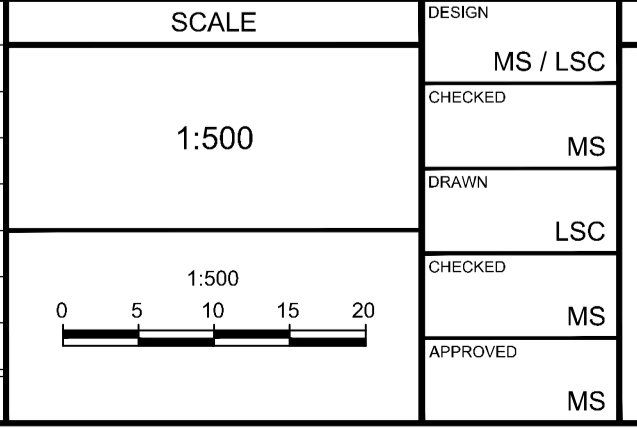 SCALE
1:500
1:500
0 5 10 15 20
DESIGN
MS / LSC
CHECKED
MS
DRAWN
LSC
CHECKED
MS
APPROVED
MS